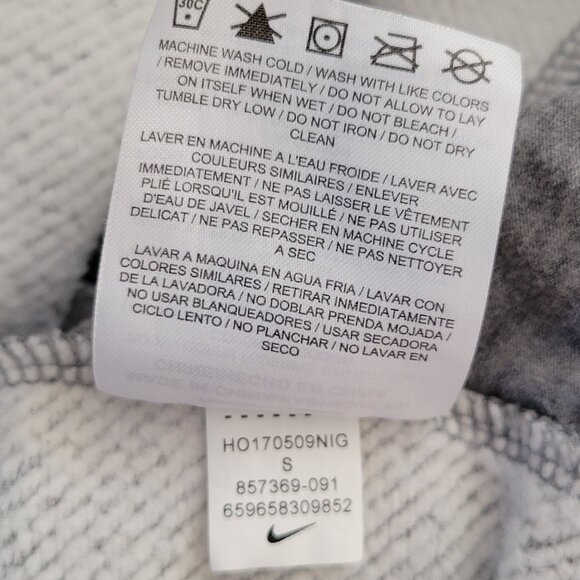 30C
MACHINE WASH COLD / WASH WITH LIKE COLORS
/ REMOVE IMMEDIATELY / DO NOT ALLOW TO LAY
ON ITSELF WHEN WET / DO NOT BLEACH /
TUMBLE DRY LOW / DO NOT IRON / DO NOT DRY
CLEAN
LAVER EN MACHINE A L'EAU FROIDE / LAVER AVEC
COULEURS SIMILAIRES / ENLEVER
IMMÉDIATEMENT / NE PAS LAISSER LE VÊTEMENT
PLIÉ LORSQU'IL EST MOUILLÉ / NE PAS UTILISER
D'EAU DE JAVEL / SECHER EN MACHINE CYCLE
DELICAT / NE PAS REPASSER / NE PAS NETTOYER
A SEC
LAVAR A MAQUINA EN AGUA FRIA / LAVAR CON
COLORES SIMILARES / RETIRAR INMEDIATAMENTE
DE LA LAVADORA / NO DOBLAR PRENDA MOJADA /
NO USAR BLANQUEADORES / USAR SECADORA
CICLO LENTO / NO PLANCHAR / NO LAVAR EN
SECO
HO170509NIG
S
857369-091
659658309852